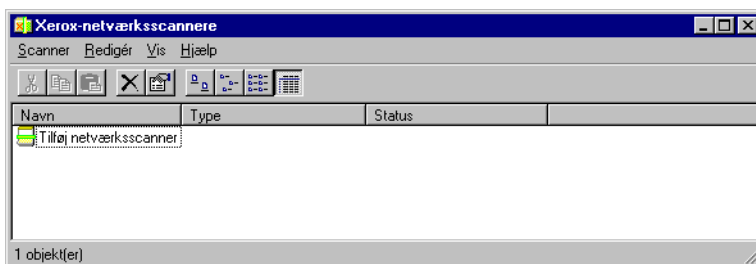 Xerox-netværksscannere
Scanner Redigér Vis Hjælp
Navn Type Status
Tilføj netværksscanner
1 objekt(er)